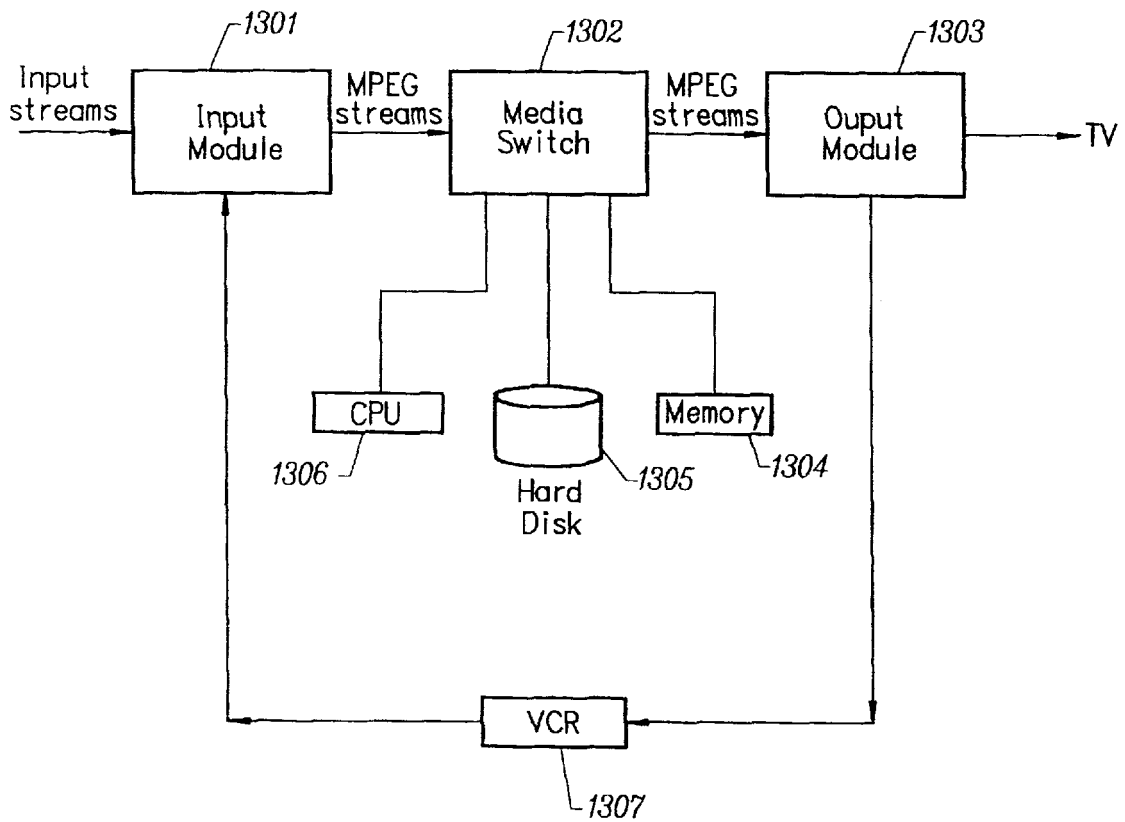 1301
1302
1303
Input
streams
Input
Module
MPEG
streams
Media
Switch
MPEG
streams
Ouput
Module
TV
CPU
1306
Hard
Disk
1305
Memory
1304
VCR
1307